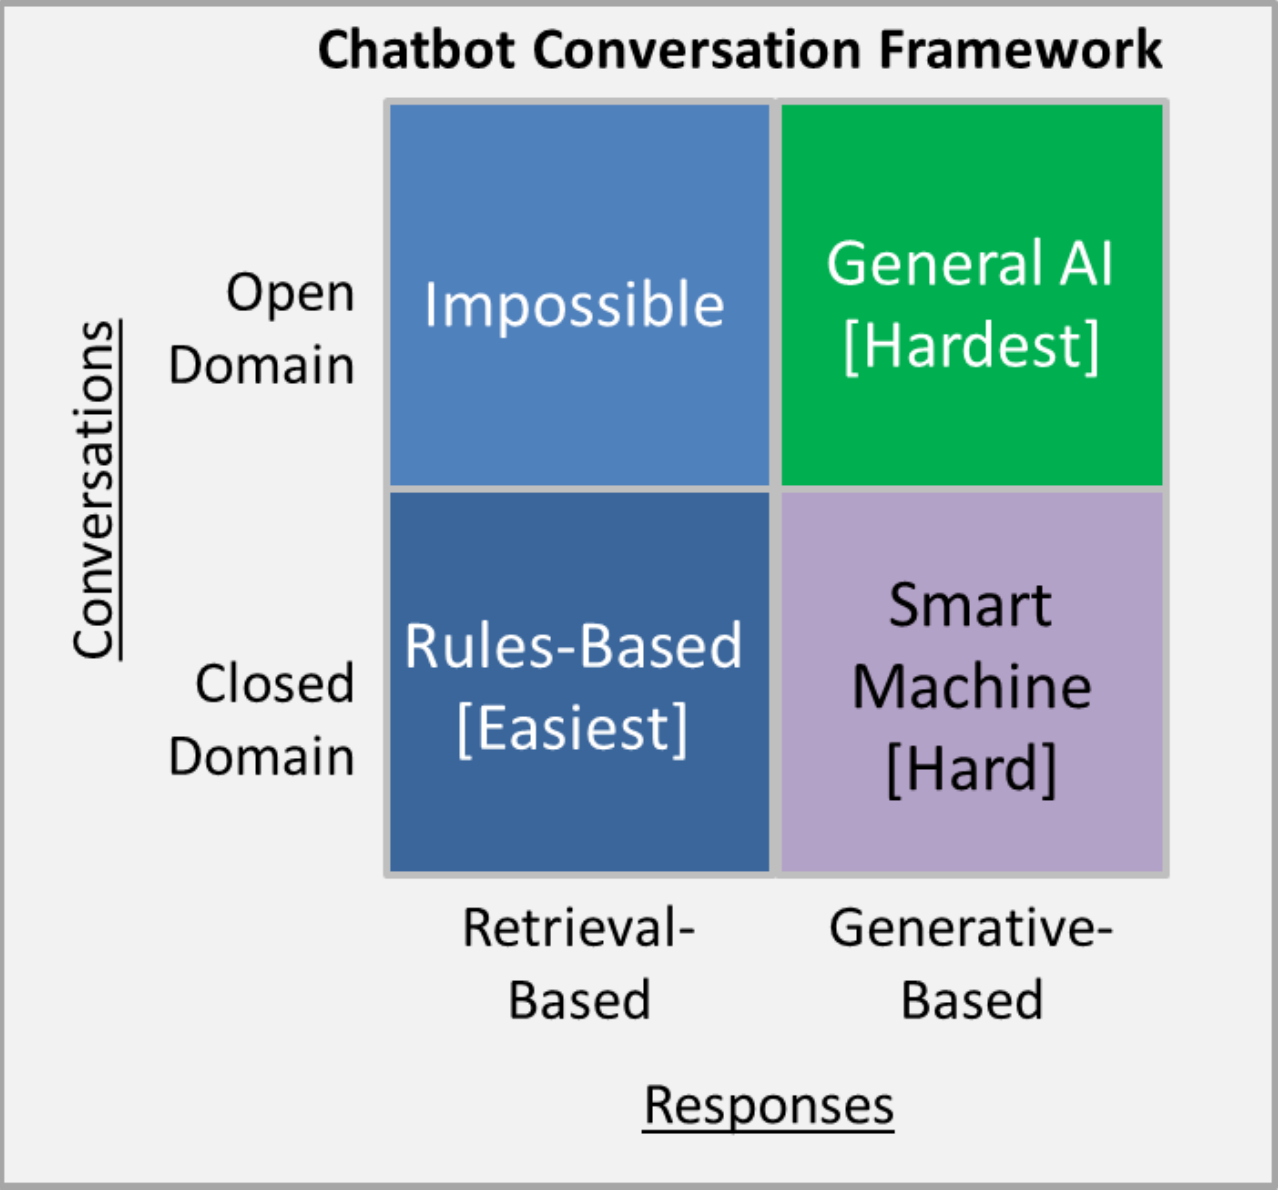 Chatbot Conversation Framework
Conversations
Open
Domain
Impossible
General AI
[Hardest]
Closed
Domain
Rules-Based
[Easiest]
Smart
Machine
[Hard]
Retrieval-
Based
Generative-
Based
Responses